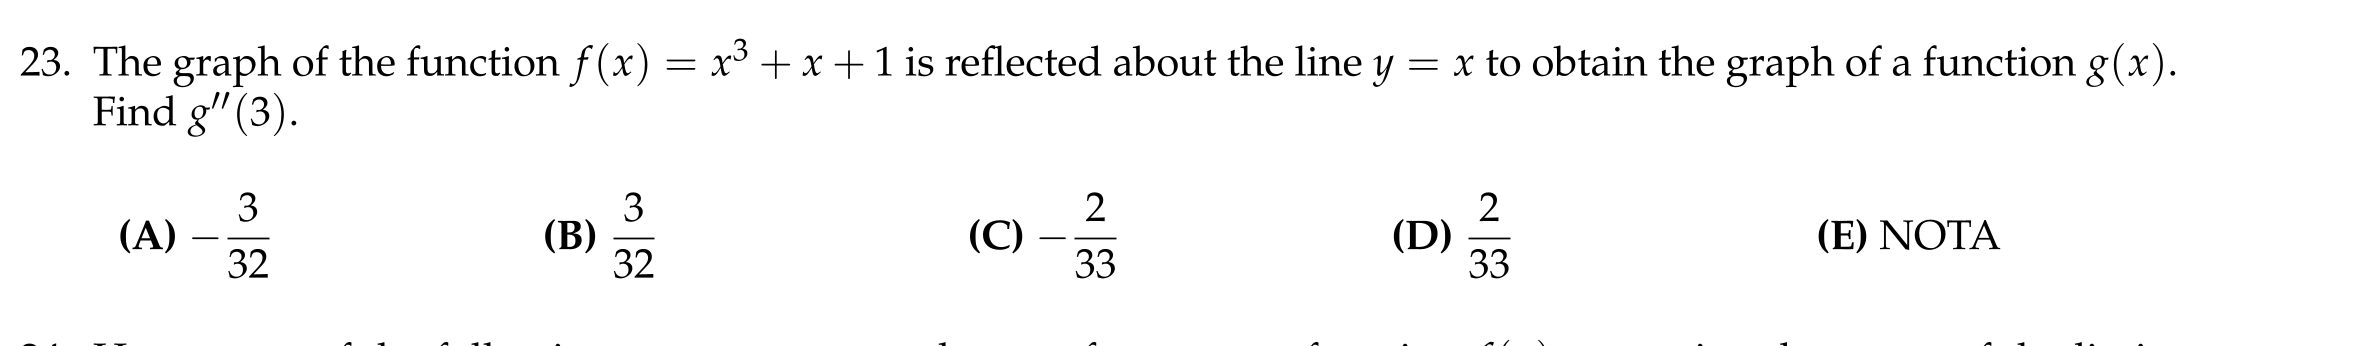 23. The graph of the function f(x) = x³ + x + 1 is reflected about the line y = x to obtain the graph of a function g(x).
Find g″(3).
(A) −3/32 (B) 3/32 (C) −2/33 (D) 2/33 (E) NOTA